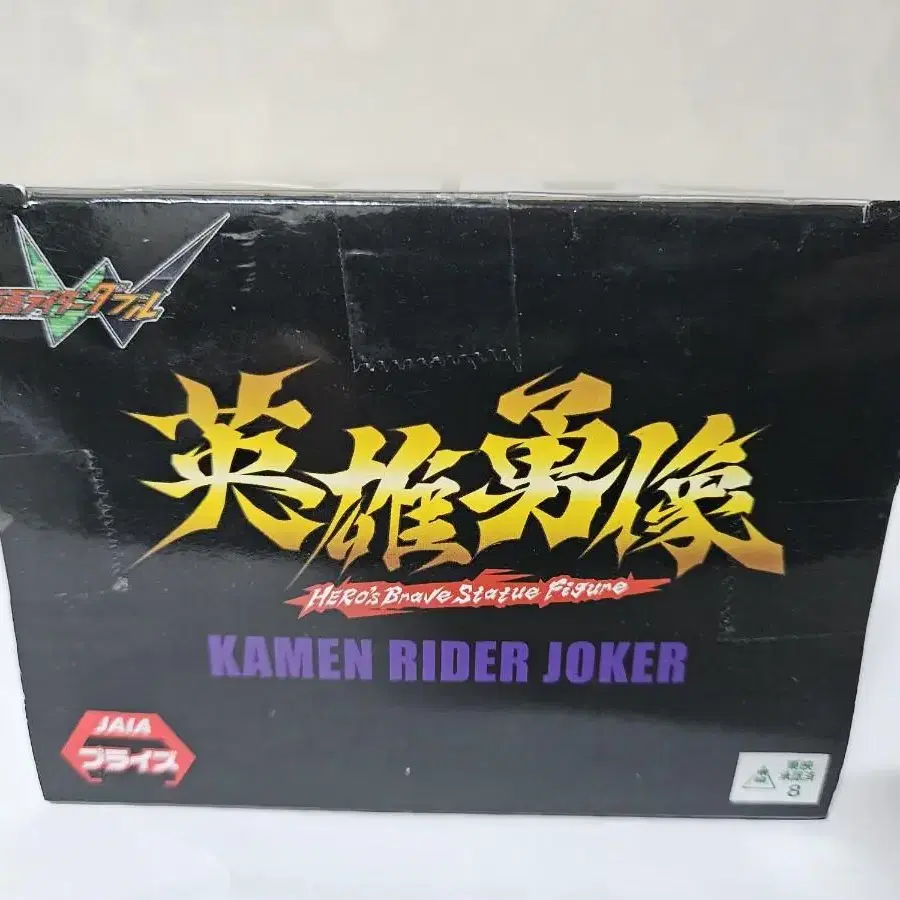 仮面ライダーダブル
英雄勇像
HERO's Brave Statue Figure
KAMEN RIDER JOKER
JAIA
プライズ
東映
承認済
8